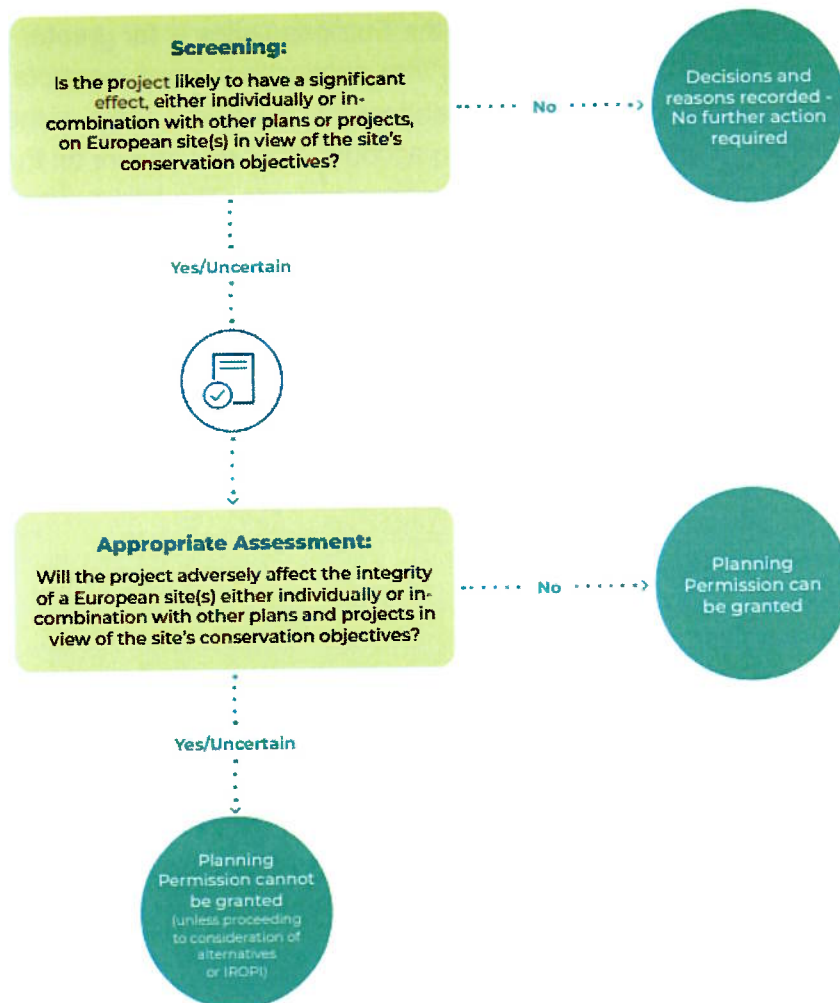 Screening:
Is the project likely to have a significant
effect, either individually or in-
combination with other plans or projects,
on European site(s) in view of the site's
conservation objectives?
No
Decisions and
reasons recorded -
No further action
required
Yes/Uncertain
Appropriate Assessment:
Will the project adversely affect the integrity
of a European site(s) either individually or in-
combination with other plans and projects in
view of the site's conservation objectives?
No
Planning
Permission can
be granted
Yes/Uncertain
Planning
Permission cannot
be granted
(unless proceeding
to consideration of
alternatives
or IROPI)